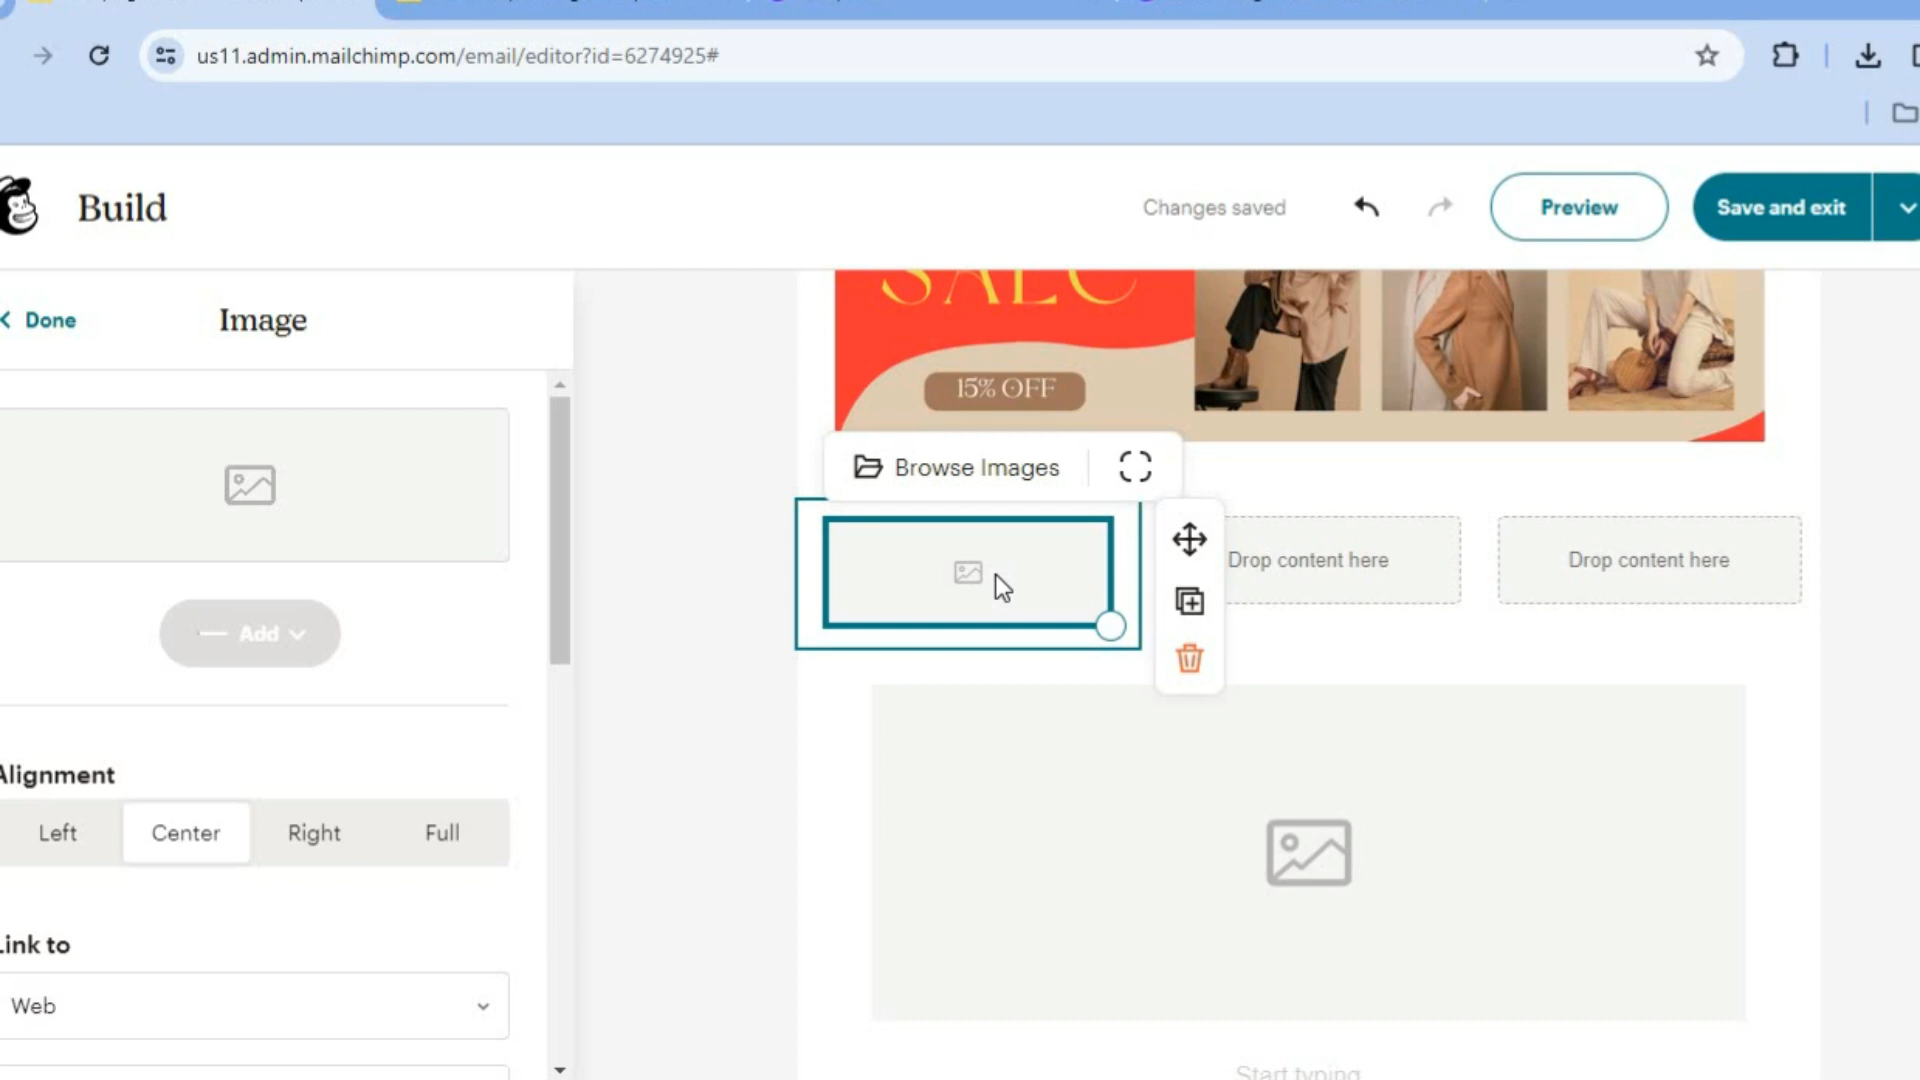 us11.admin.mailchimp.com/email/editor?id=6274925#
Build
Changes saved
Preview
Save and exit
Done
Image
SALE
15% OFF
Browse Images
Drop content here
Drop content here
Add
Alignment
Left
Center
Right
Full
Link to
Web
Start typing